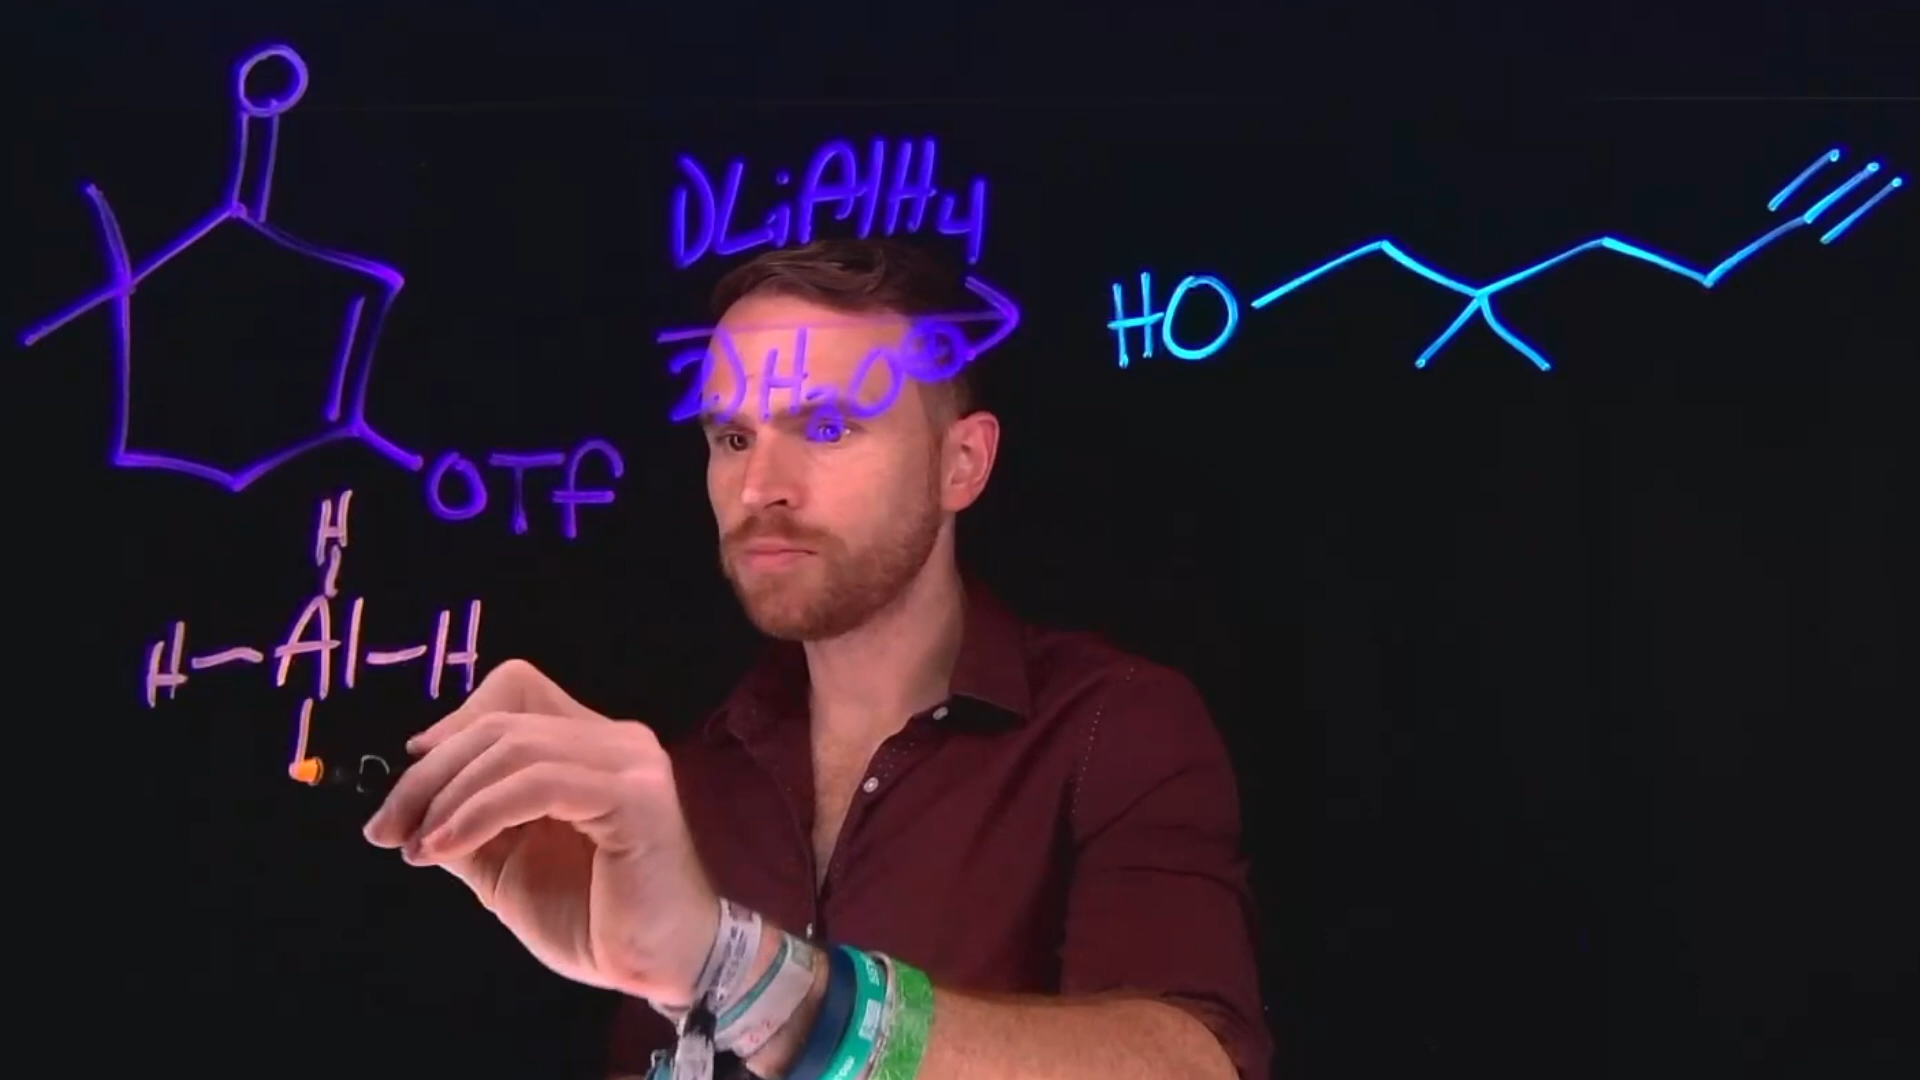 O
1) LiAlH4
2) H3O⊕
HO
OTf
H
H-Al-H